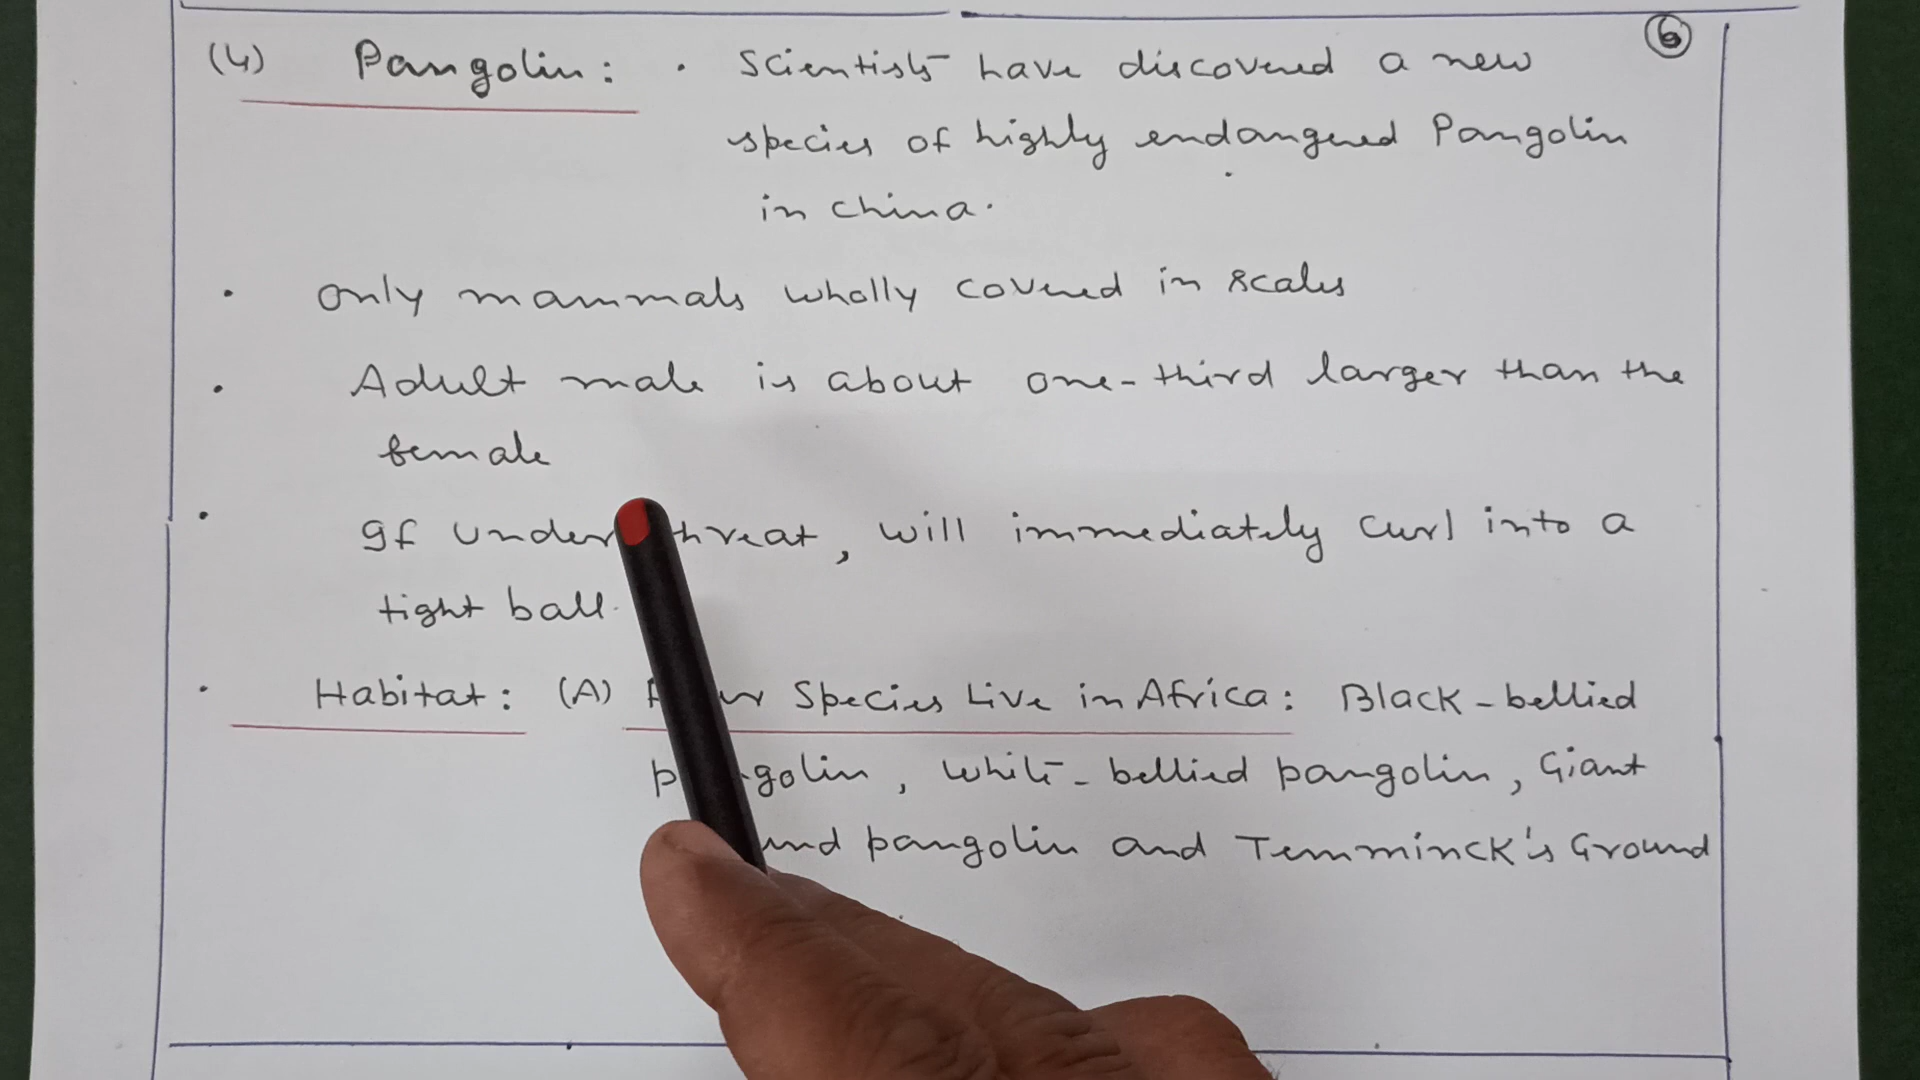 6
(4) Pangolin: • Scientists have discovered a new
species of highly endangered Pangolin
in china.
• only mammals wholly covered in scales
• Adult male is about one-third larger than the
female
• If under threat, will immediately curl into a
tight ball.
• Habitat: (A) Species Live in Africa: Black-bellied
, white-bellied pangolin, Giant
pangolin and Temminck's Ground